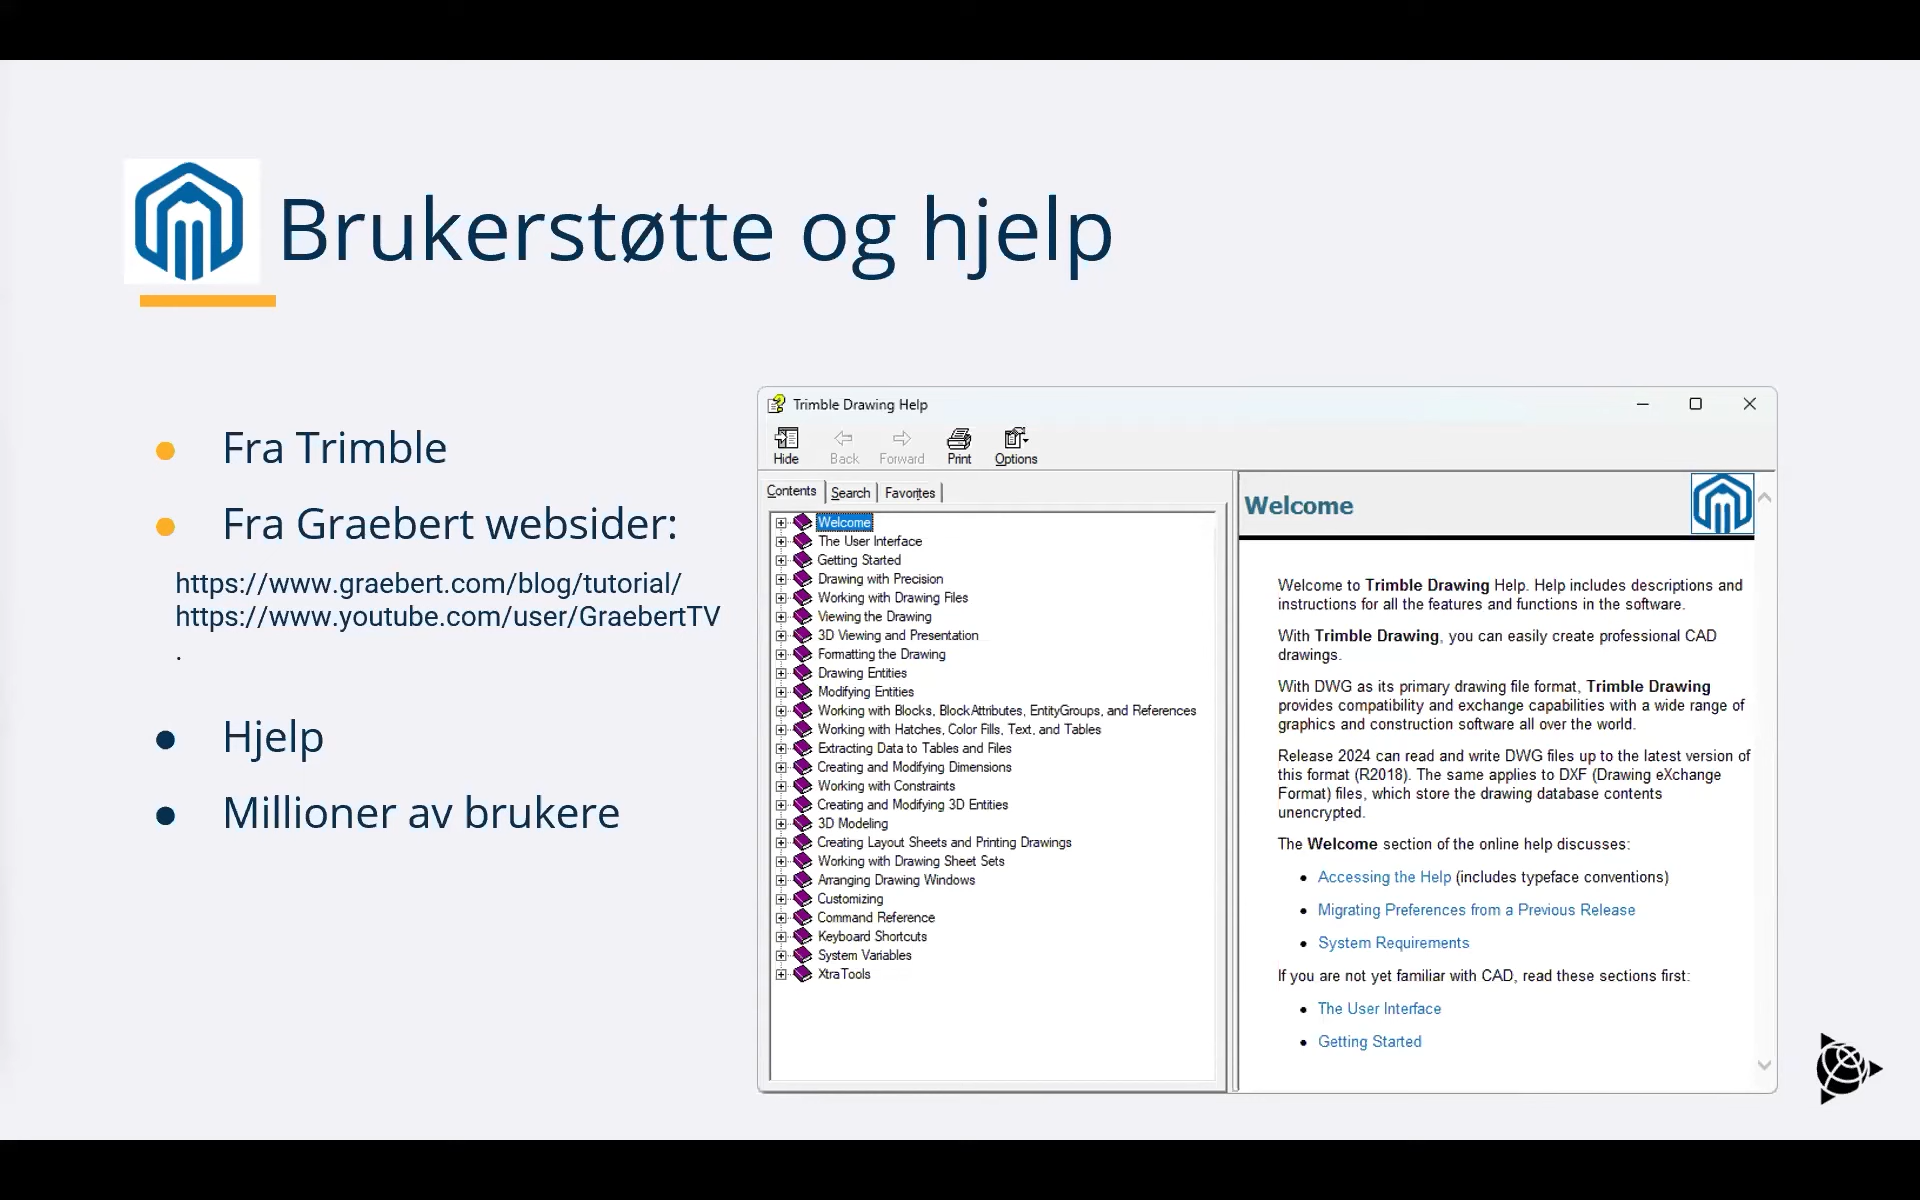 Brukerstøtte og hjelp
Fra Trimble
Fra Graebert websider:
https://www.graebert.com/blog/tutorial/
https://www.youtube.com/user/GraebertTV
.
Hjelp
Millioner av brukere
Trimble Drawing Help
Hide Back Forward Print Options
Contents Search Favorites
Welcome
The User Interface
Getting Started
Drawing with Precision
Working with Drawing Files
Viewing the Drawing
3D Viewing and Presentation
Formatting the Drawing
Drawing Entities
Modifying Entities
Working with Blocks, BlockAttributes, EntityGroups, and References
Working with Hatches, Color Fills, Text, and Tables
Extracting Data to Tables and Files
Creating and Modifying Dimensions
Working with Constraints
Creating and Modifying 3D Entities
3D Modeling
Creating Layout Sheets and Printing Drawings
Working with Drawing Sheet Sets
Arranging Drawing Windows
Customizing
Command Reference
Keyboard Shortcuts
System Variables
XtraTools
Welcome
Welcome to Trimble Drawing Help. Help includes descriptions and
instructions for all the features and functions in the software.
With Trimble Drawing, you can easily create professional CAD
drawings.
With DWG as its primary drawing file format, Trimble Drawing
provides compatibility and exchange capabilities with a wide range of
graphics and construction software all over the world.
Release 2024 can read and write DWG files up to the latest version of
this format (R2018). The same applies to DXF (Drawing eXchange
Format) files, which store the drawing database contents
unencrypted.
The Welcome section of the online help discusses:
Accessing the Help (includes typeface conventions)
Migrating Preferences from a Previous Release
System Requirements
If you are not yet familiar with CAD, read these sections first:
The User Interface
Getting Started